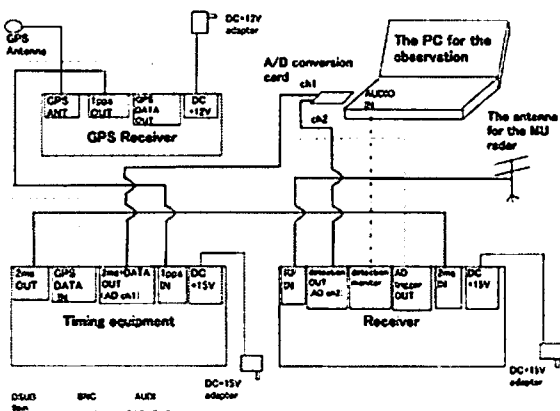 GPS
Antenne
DC+12V
adapter
A/D conversion
card
ch1
ch2
The PC for the
observation
AUDIO
IN
The antenna
for the MU
radar
GPS
ANT
1pps
OUT
GPS
DATA
OUT
DC
+12V
GPS Receiver
2ms
OUT
GPS
DATA
IN
2ms+DATA
OUT
(AD ch1)
1pps
IN
DC
+15V
Timing equipment
DC+15V
adapter
RF
IN
detection
OUT
(AD ch2)
detection
monitor
AD
trigger
OUT
2ms
IN
DC
+15V
Receiver
DC+15V
adapter
DSUB
BNC
AUDI